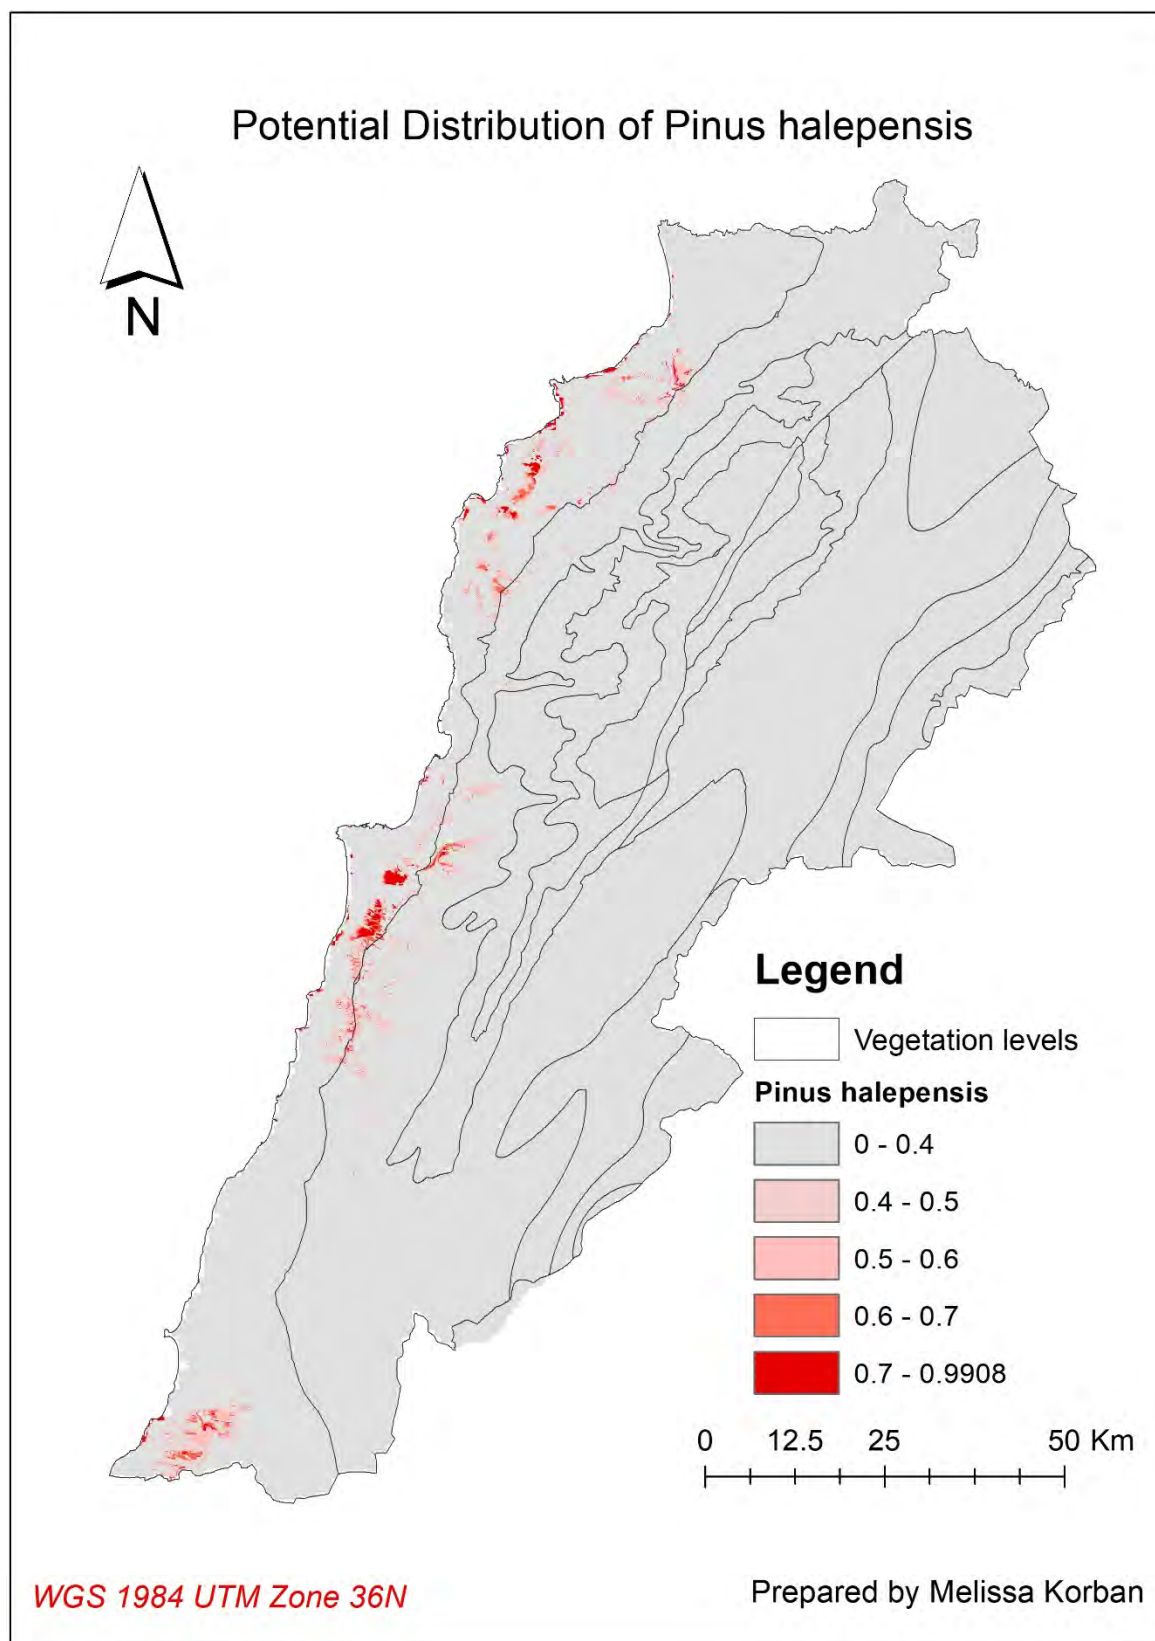 Potential Distribution of Pinus halepensis
N
Legend
Vegetation levels
Pinus halepensis
0 - 0.4
0.4 - 0.5
0.5 - 0.6
0.6 - 0.7
0.7 - 0.9908
0 12.5 25 50 Km
WGS 1984 UTM Zone 36N
Prepared by Melissa Korban